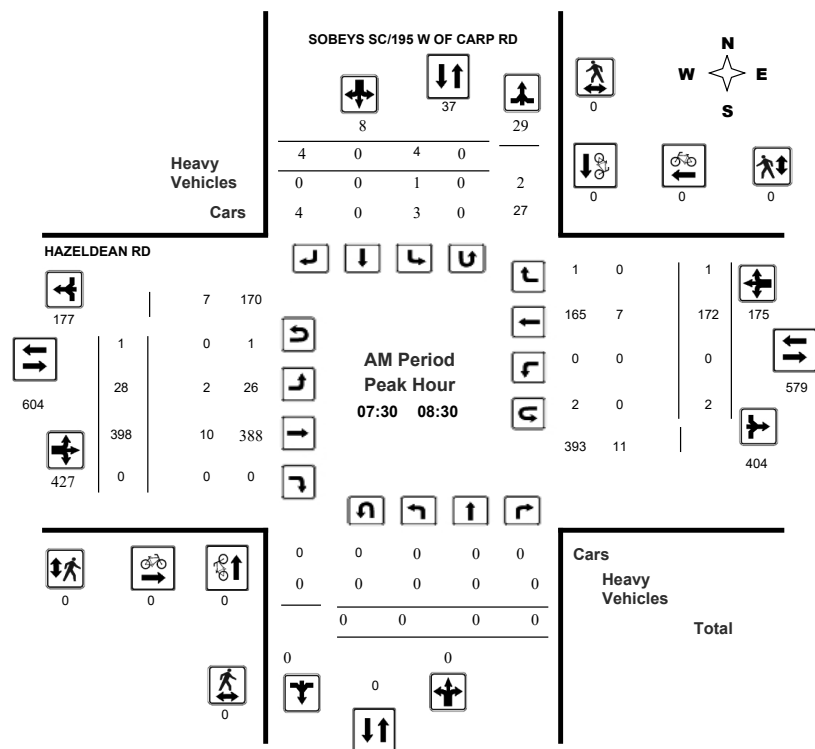 SOBEYS SC/195 W OF CARP RD
N
W E
S
37
0
8 29
4 0 4 0
Heavy
Vehicles
0 0 1 0 2
Cars 4 0 3 0 27
0 0 0
HAZELDEAN RD
177 7 170
1 0 1
604
28 2 26
398 10 388
427 0 0 0
AM Period
Peak Hour
07:30 08:30
1 0 1
165 7 172 175
0 0 0
579
2 0 2
393 11
404
0 0 0 0 0
0 0 0 0 0
0 0 0 0
0 0
0
0 0 0
0
Cars
Heavy
Vehicles
Total